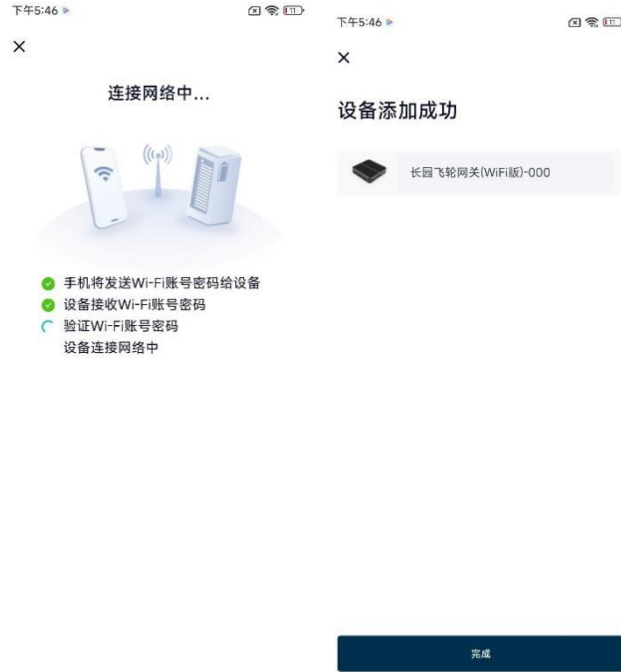 下午5:46
11
连接网络中...
手机将发送Wi-Fi账号密码给设备
设备接收Wi-Fi账号密码
验证Wi-Fi账号密码
设备连接网络中
下午5:46
11
设备添加成功
长园飞轮网关(WiFi版)-000
完成